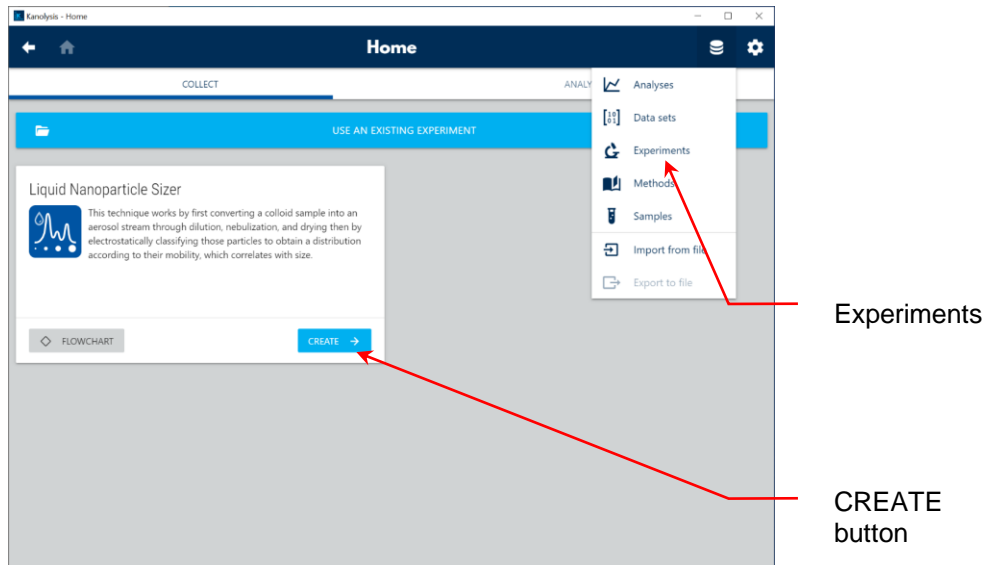 Kanolysis - Home
Home
COLLECT
ANALY
Analyses
Data sets
USE AN EXISTING EXPERIMENT
Experiments
Methods
Samples
Import from file
Export to file
Liquid Nanoparticle Sizer
This technique works by first converting a colloid sample into an
aerosol stream through dilution, nebulization, and drying then by
electrostatically classifying those particles to obtain a distribution
according to their mobility, which correlates with size.
FLOWCHART
CREATE
Experiments
CREATE
button